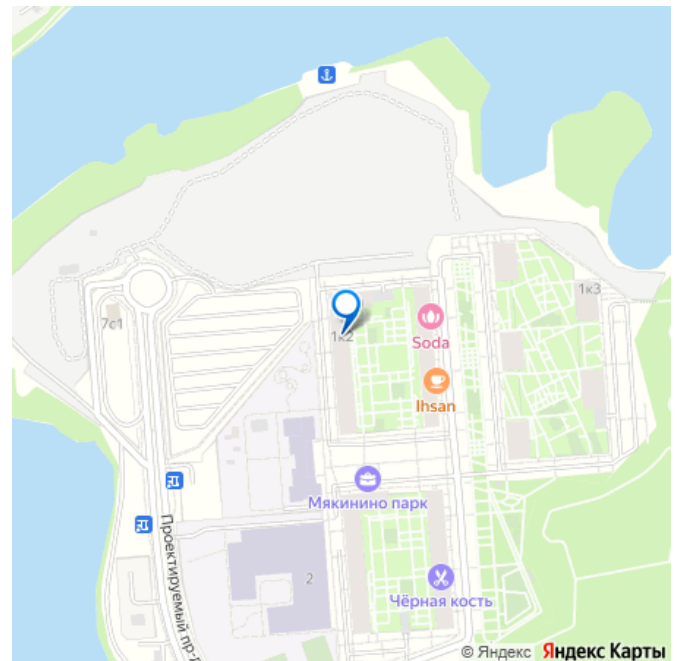 7с1
1к2
1к3
Soda
Ihsan
Мякинино парк
2
Чёрная кость
Проектируемый пр-д
© Яндекс Яндекс Карты